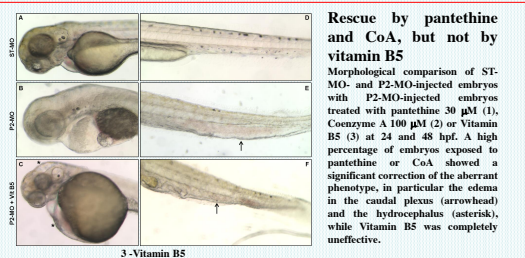 A
D
ST-MO
B
E
P2-MO
C
F
P2-MO + Vit B5
*
*
3 -Vitamin B5
Rescue by pantethine
and CoA, but not by
vitamin B5
Morphological comparison of ST-
MO- and P2-MO-injected embryos
with P2-MO-injected embryos
treated with pantethine 30 µM (1),
Coenzyme A 100 µM (2) or Vitamin
B5 (3) at 24 and 48 hpf. A high
percentage of embryos exposed to
pantethine or CoA showed a
significant correction of the aberrant
phenotype, in particular the edema
in the caudal plexus (arrowhead)
and the hydrocephalus (asterisk),
while Vitamin B5 was completely
uneffective.